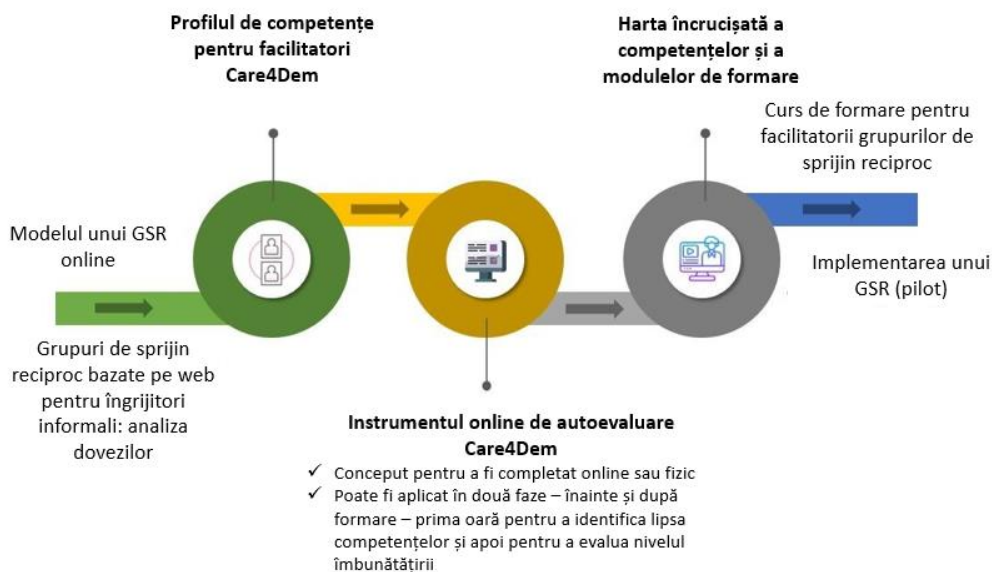 Profilul de competențe
pentru facilitatori
Care4Dem
Harta încrucișată a
competențelor și a
modulelor de formare
Curs de formare pentru
facilitatorii grupurilor de
sprijin reciproc
Modelul unui GSR
online
Implementarea unui
GSR (pilot)
Grupuri de sprijin
reciproc bazate pe web
pentru îngrijitori
informali: analiza
dovezilor
Instrumentul online de autoevaluare
Care4Dem
✓ Conceput pentru a fi completat online sau fizic
✓ Poate fi aplicat în două faze – înainte și după
formare – prima oară pentru a identifica lipsa
competențelor și apoi pentru a evalua nivelul
îmbunătățirii